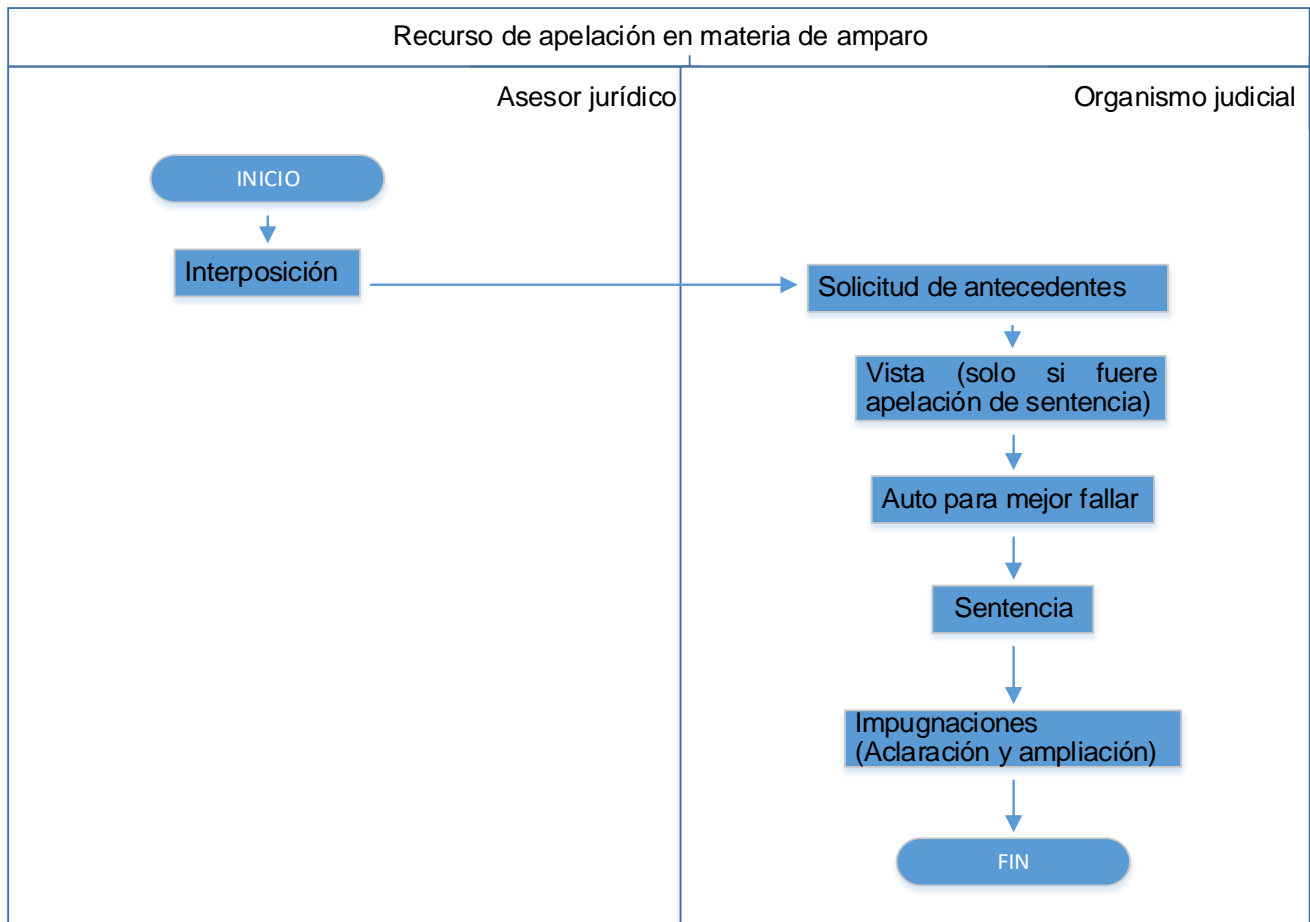 Recurso de apelación en materia de amparo
Asesor jurídico
Organismo judicial
INICIO
Interposición
Solicitud de antecedentes
Vista (solo si fuere
apelación de sentencia)
Auto para mejor fallar
Sentencia
Impugnaciones
(Aclaración y ampliación)
FIN